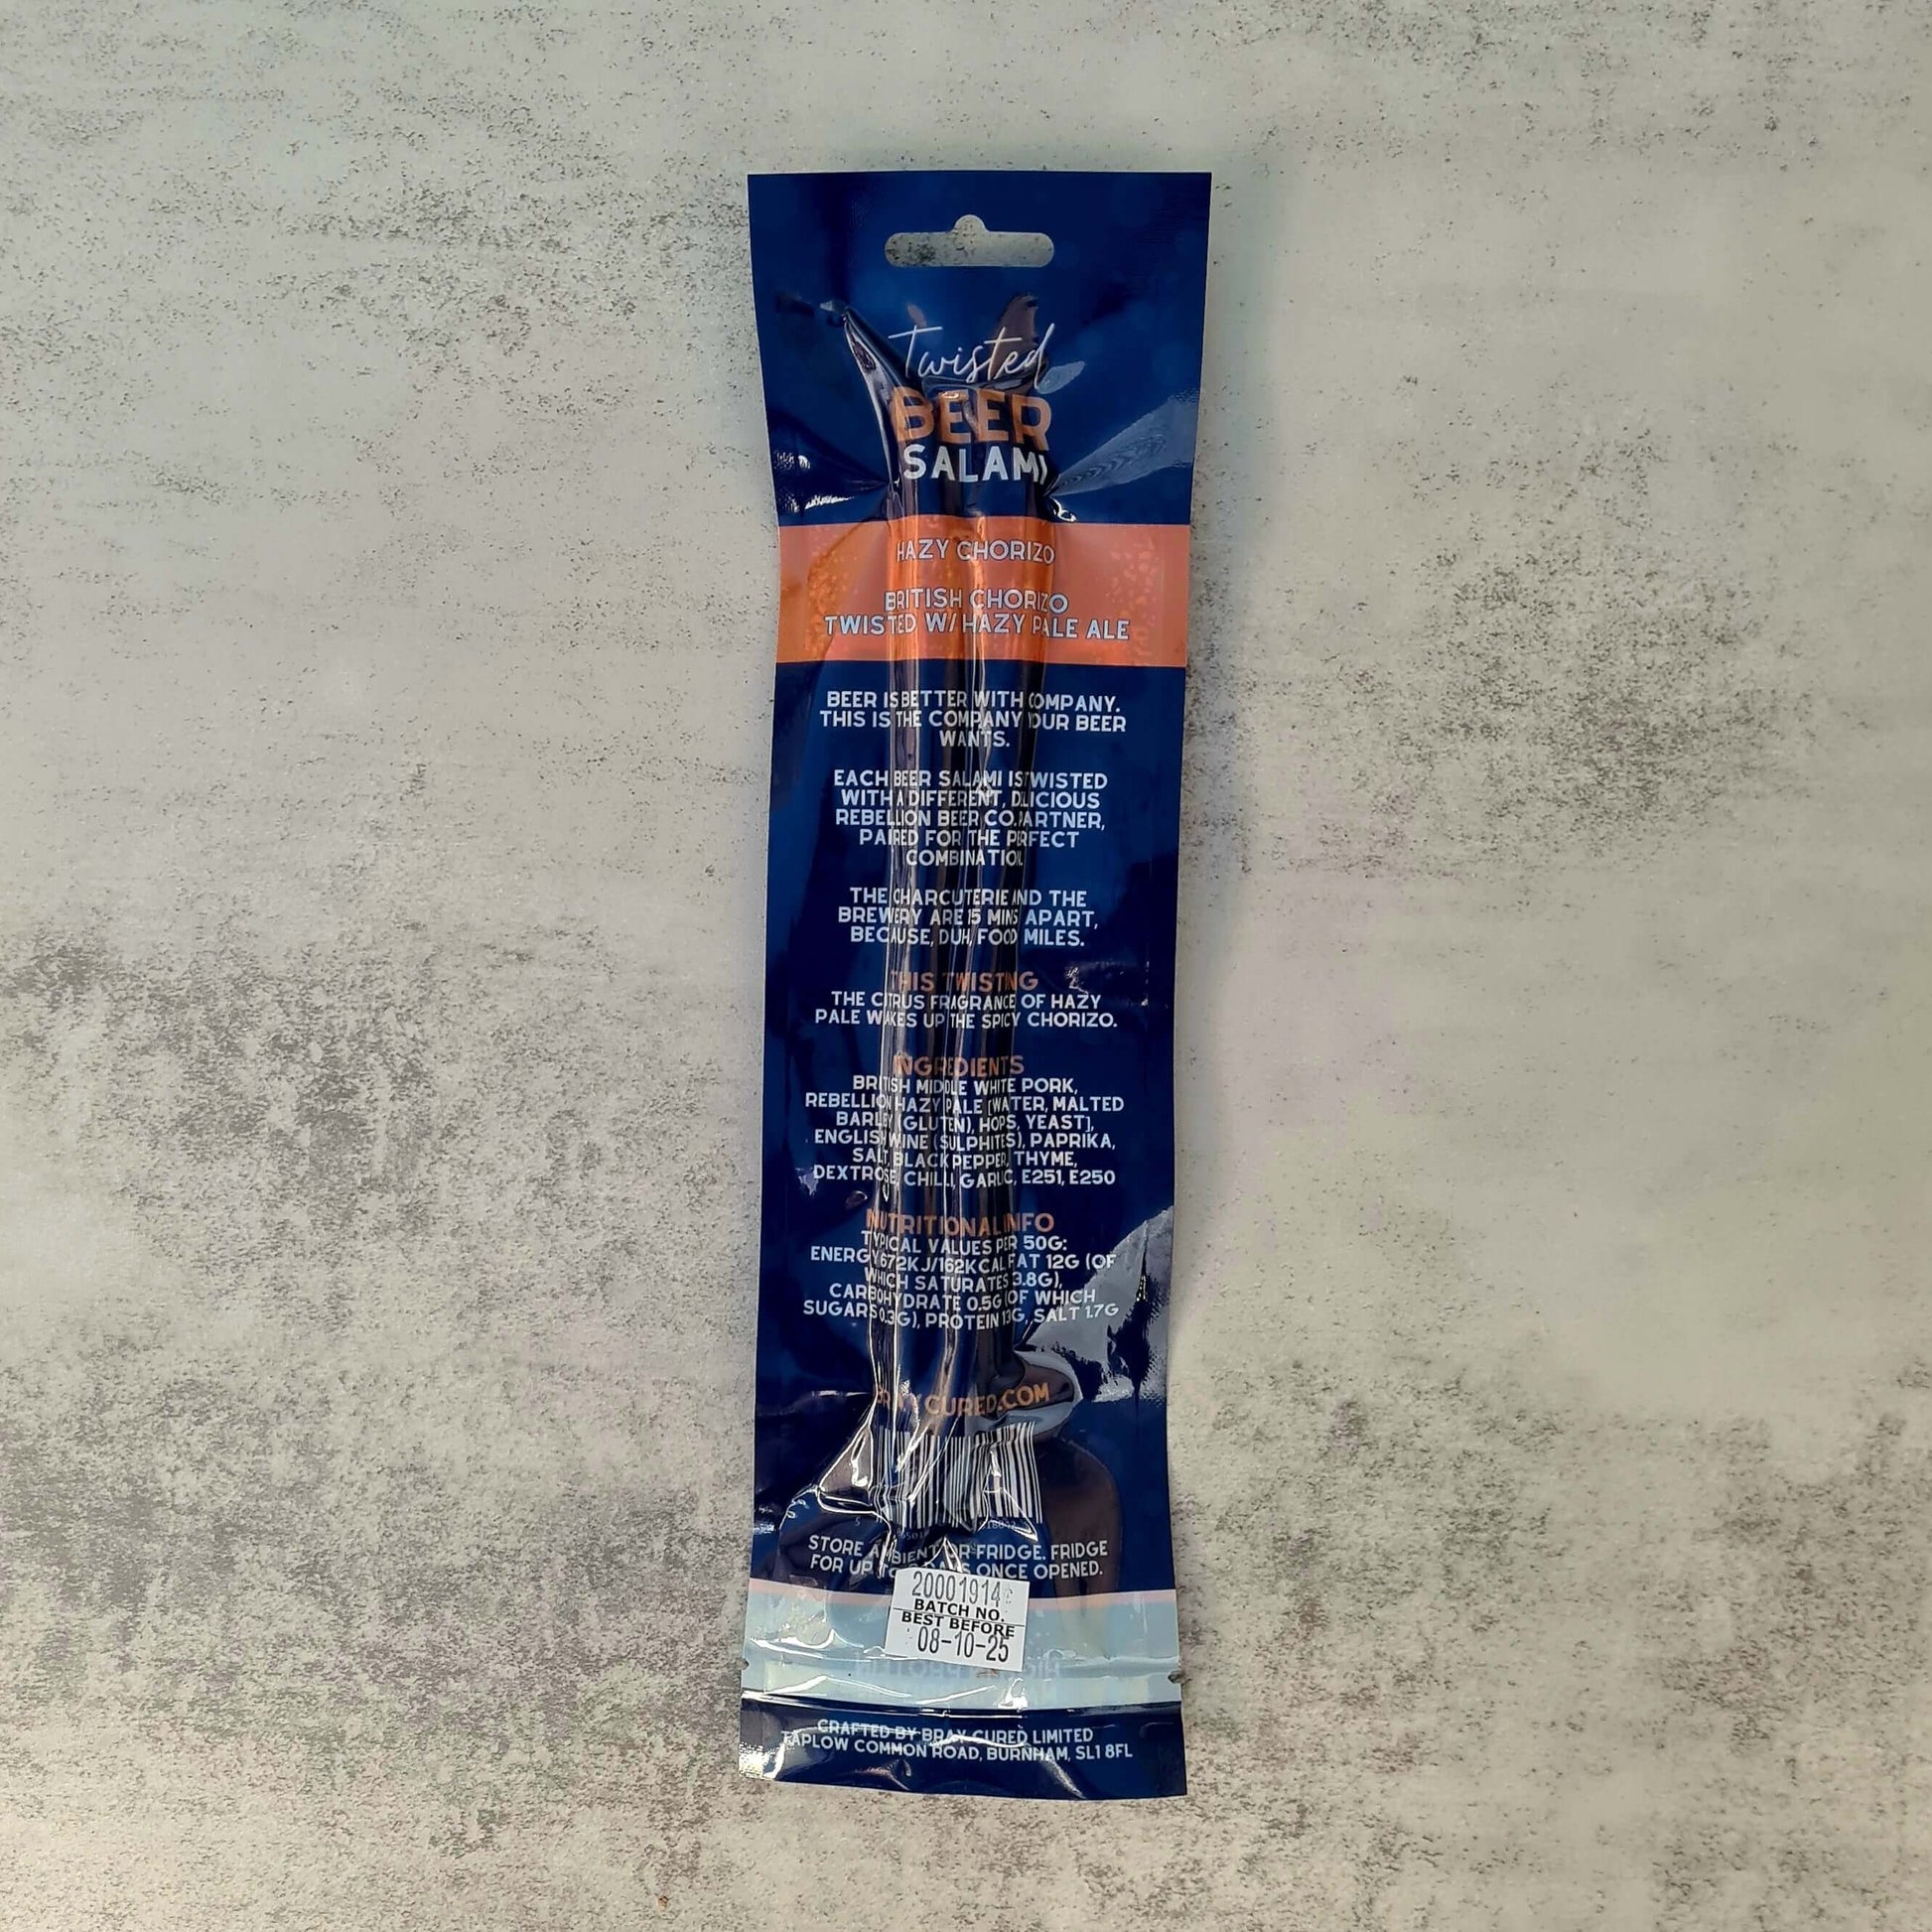 Twisted
BEER
SALAMI
HAZY CHORIZO
BRITISH CHORIZO
TWISTED W/ HAZY PALE ALE
BEER IS BETTER WITH COMPANY.
THIS IS THE COMPANY YOUR BEER
WANTS.
EACH BEER SALAMI IS TWISTED
WITH A DIFFERENT, DELICIOUS
REBELLION BEER CO. PARTNER,
PAIRED FOR THE PERFECT
COMBINATION.
THE CHARCUTERIE AND THE
BREWERY ARE 15 MINS APART,
BECAUSE, DUH, FOOD MILES.
THIS TWISTING
THE CITRUS FRAGRANCE OF HAZY
PALE WAKES UP THE SPICY CHORIZO.
INGREDIENTS
BRITISH MIDDLE WHITE PORK,
REBELLION HAZY PALE [WATER, MALTED
BARLEY (GLUTEN), HOPS, YEAST],
ENGLISH WINE (SULPHITES), PAPRIKA,
SALT, BLACK PEPPER, THYME,
DEXTROSE, CHILLI, GARLIC, E251, E250
NUTRITIONAL INFO
TYPICAL VALUES PER 50G:
ENERGY 672KJ/162KCAL FAT 12G (OF
WHICH SATURATES 3.8G),
CARBOHYDRATE 0.5G (OF WHICH
SUGARS 0.3G), PROTEIN 13G, SALT 1.7G
BRAYCURED.COM
STORE AMBIENT OR FRIDGE. FRIDGE
FOR UP TO DAYS ONCE OPENED.
20001914
BATCH NO.
BEST BEFORE
08-10-25
CRAFTED BY BRAY CURED LIMITED
TAPLOW COMMON ROAD, BURNHAM, SL1 8FL